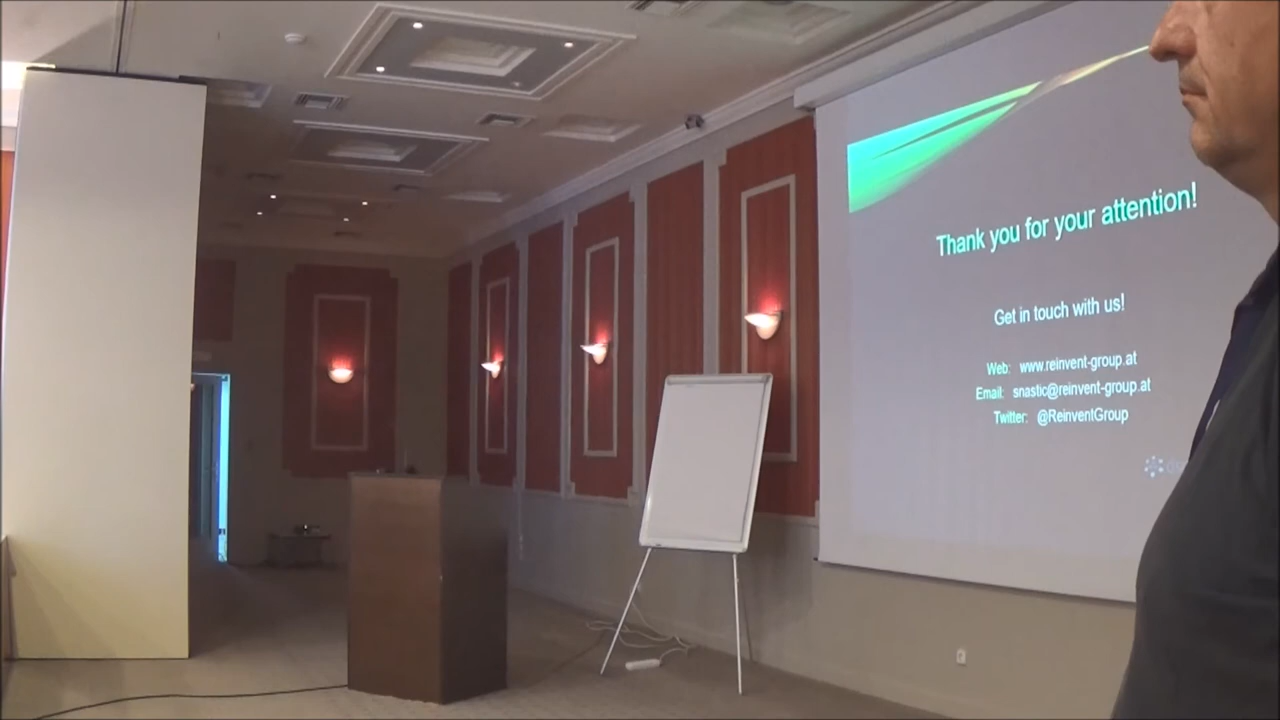 Thank you for your attention!
Get in touch with us!
Web: www.reinvent-group.at
Email: snastic@reinvent-group.at
Twitter: @ReinventGroup